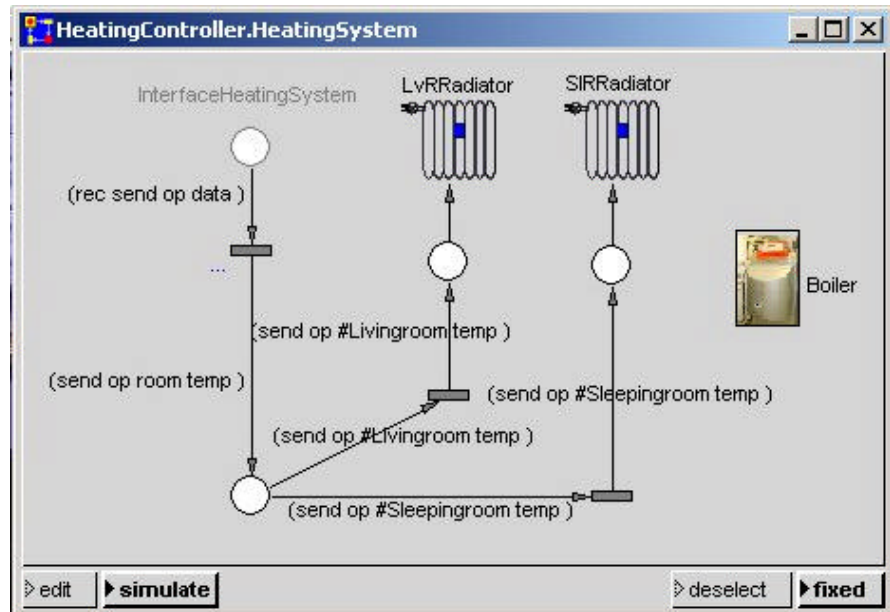 HeatingController.HeatingSystem
LvRRadiator
SlRRadiator
InterfaceHeatingSystem
(rec send op data )
...
Boiler
(send op #Livingroom temp )
(send op room temp )
(send op #Sleepingroom temp )
(send op #Livingroom temp )
(send op #Sleepingroom temp )
edit
simulate
deselect
fixed